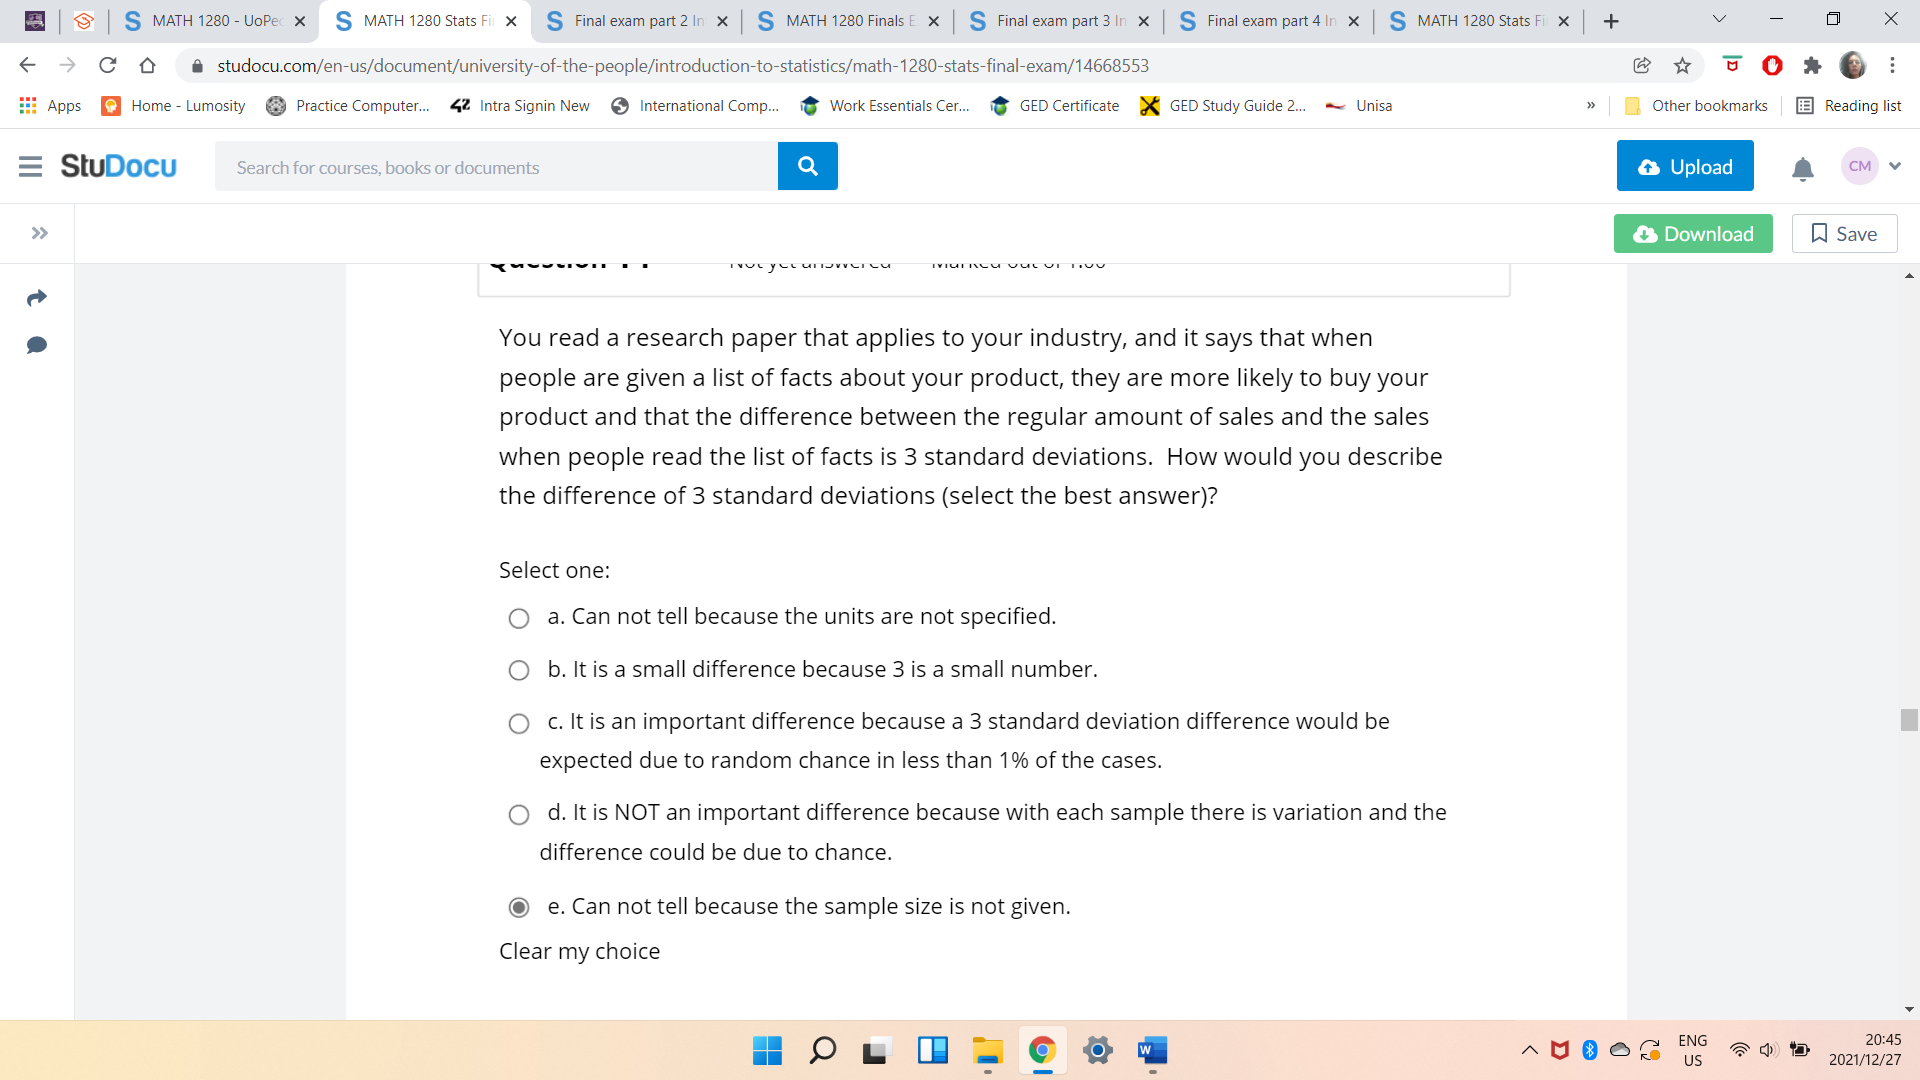 MATH 1280 - UoPeo
MATH 1280 Stats Fin
Final exam part 2 In
MATH 1280 Finals E
Final exam part 3 In
Final exam part 4 In
MATH 1280 Stats Fi
studocu.com/en-us/document/university-of-the-people/introduction-to-statistics/math-1280-stats-final-exam/14668553
Apps
Home - Lumosity
Practice Computer...
Intra Signin New
International Comp...
Work Essentials Cer...
GED Certificate
GED Study Guide 2...
Unisa
»
Other bookmarks
Reading list
StuDocu
Search for courses, books or documents
Upload
CM
Download
Save
Not yet answered
Marked out of 1.00
You read a research paper that applies to your industry, and it says that when
people are given a list of facts about your product, they are more likely to buy your
product and that the difference between the regular amount of sales and the sales
when people read the list of facts is 3 standard deviations.  How would you describe
the difference of 3 standard deviations (select the best answer)?
Select one:
a. Can not tell because the units are not specified.
b. It is a small difference because 3 is a small number.
c. It is an important difference because a 3 standard deviation difference would be
expected due to random chance in less than 1% of the cases.
d. It is NOT an important difference because with each sample there is variation and the
difference could be due to chance.
e. Can not tell because the sample size is not given.
Clear my choice
ENG
US
20:45
2021/12/27